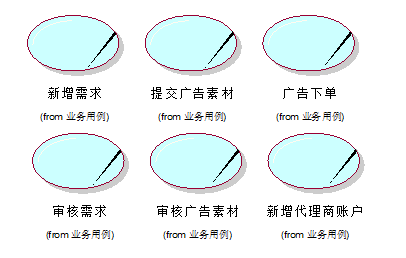 新增需求 提交广告素材 广告下单
(from 业务用例) (from 业务用例) (from 业务用例)
审核需求 审核广告素材 新增代理商账户
(from 业务用例) (from 业务用例) (from 业务用例)